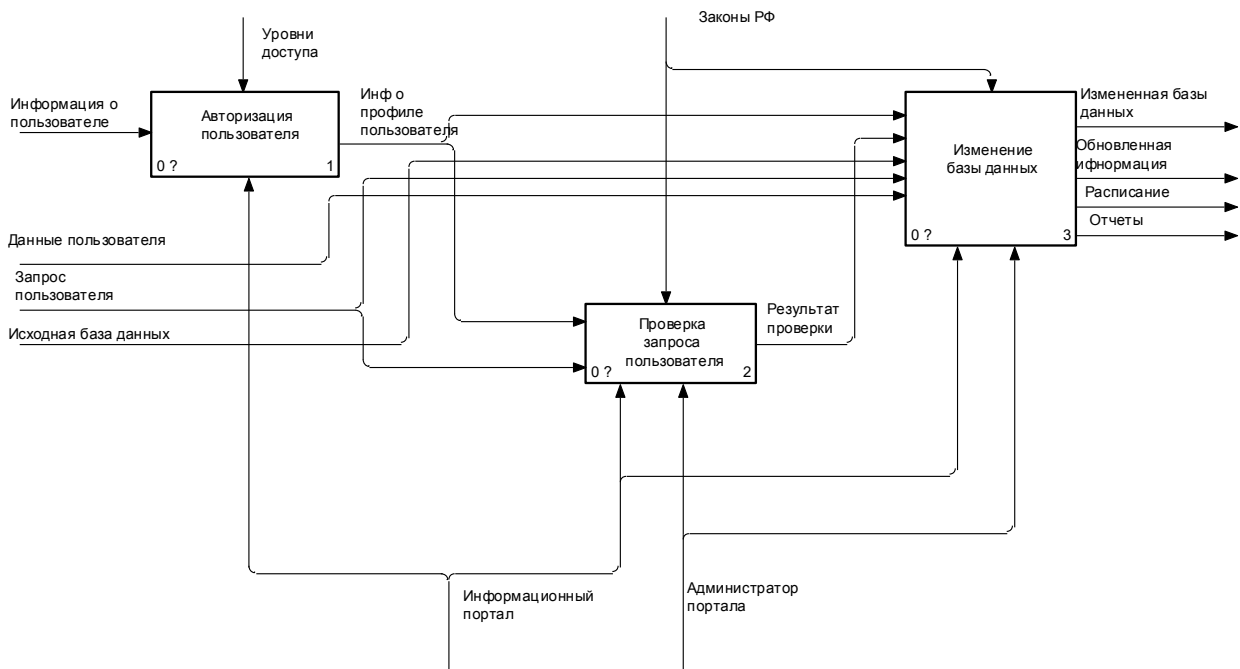 Законы РФ
Уровни
доступа
Информация о
пользователе
Авторизация
пользователя
0 ?
1
Инф о
профиле
пользователя
Изменение
базы данных
0 ?
3
Измененная базы
данных
Обновленная
ифнормация
Расписание
Отчеты
Данные пользователя
Запрос
пользователя
Исходная база данных
Проверка
запроса
пользователя
0 ?
2
Результат
проверки
Информационный
портал
Администратор
портала